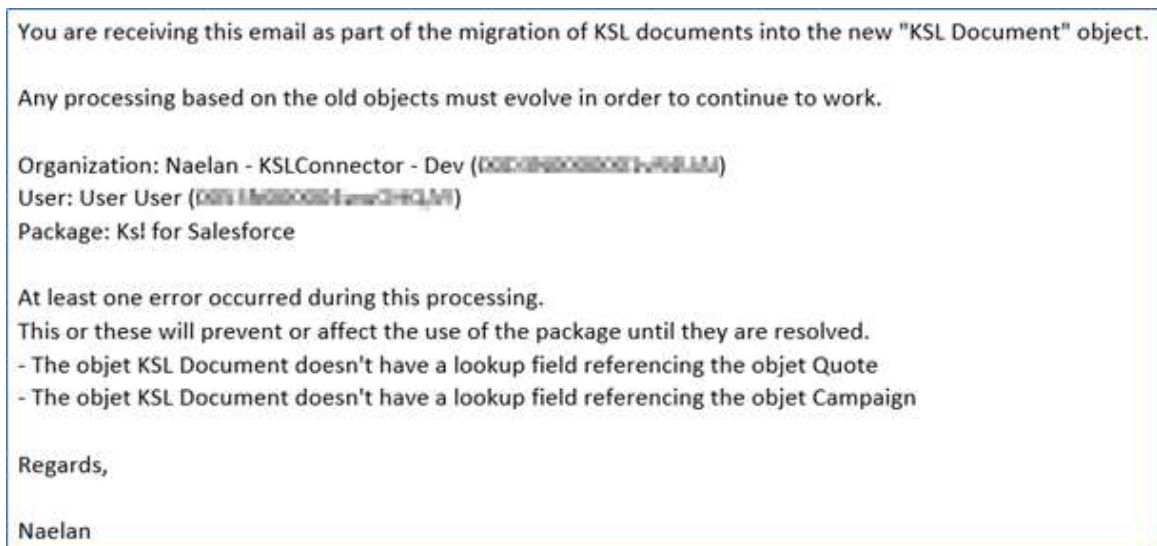 You are receiving this email as part of the migration of KSL documents into the new "KSL Document" object.
Any processing based on the old objects must evolve in order to continue to work.
Organization: Naelan - KSLConnector - Dev ()
User: User User ()
Package: Ksl for Salesforce
At least one error occurred during this processing.
This or these will prevent or affect the use of the package until they are resolved.
- The objet KSL Document doesn't have a lookup field referencing the objet Quote
- The objet KSL Document doesn't have a lookup field referencing the objet Campaign
Regards,
Naelan